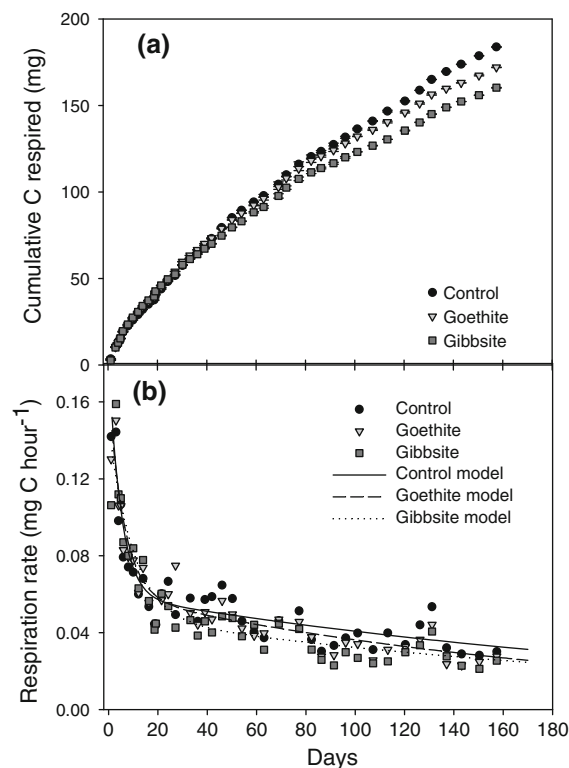 (a)
Cumulative C respired (mg)
200
150
100
50
0
Control
Goethite
Gibbsite
(b)
Respiration rate (mg C hour-1)
0.16
0.12
0.08
0.04
0.00
Control
Goethite
Gibbsite
Control model
Goethite model
Gibbsite model
0 20 40 60 80 100 120 140 160 180
Days